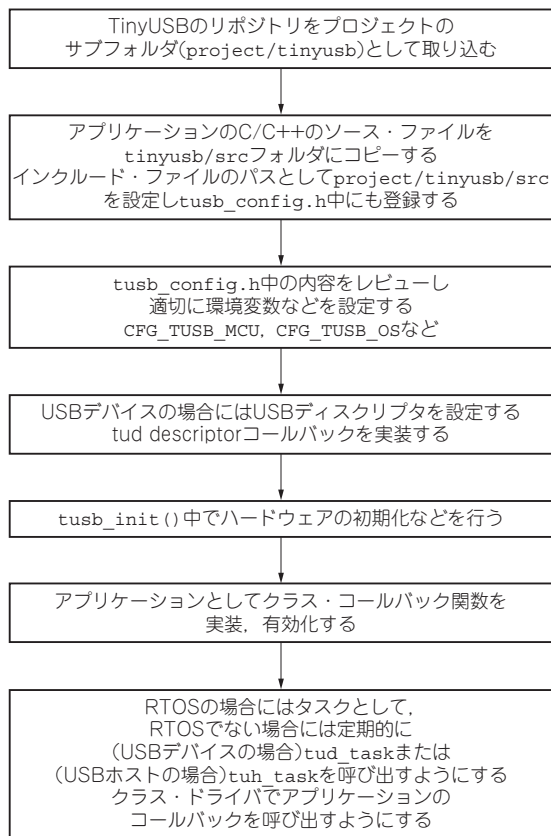 TinyUSBのリポジトリをプロジェクトの
サブフォルダ(project/tinyusb)として取り込む
アプリケーションのC/C++のソース・ファイルを
tinyusb/srcフォルダにコピーする
インクルード・ファイルのパスとしてproject/tinyusb/src
を設定しtusb_config.h中にも登録する
tusb_config.h中の内容をレビューし
適切に環境変数などを設定する
CFG_TUSB_MCU，CFG_TUSB_OSなど
USBデバイスの場合にはUSBディスクリプタを設定する
tud descriptorコールバックを実装する
tusb_init()中でハードウェアの初期化などを行う
アプリケーションとしてクラス・コールバック関数を
実装，有効化する
RTOSの場合にはタスクとして，
RTOSでない場合には定期的に
(USBデバイスの場合)tud_taskまたは
(USBホストの場合)tuh_taskを呼び出すようにする
クラス・ドライバでアプリケーションの
コールバックを呼び出すようにする